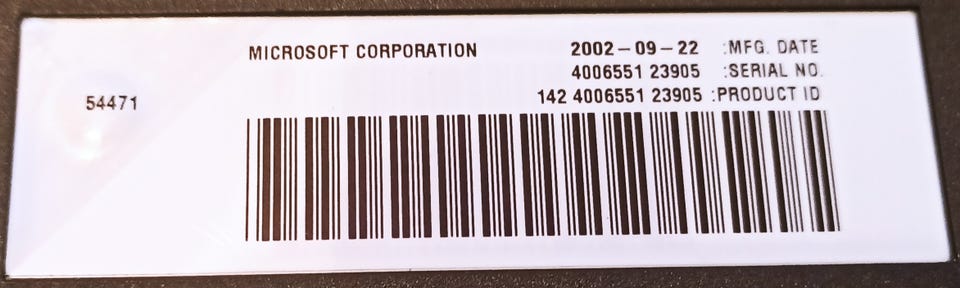 MICROSOFT CORPORATION 2002-09-22 :MFG. DATE
4006551 23905 :SERIAL NO.
142 4006551 23905 :PRODUCT ID
54471